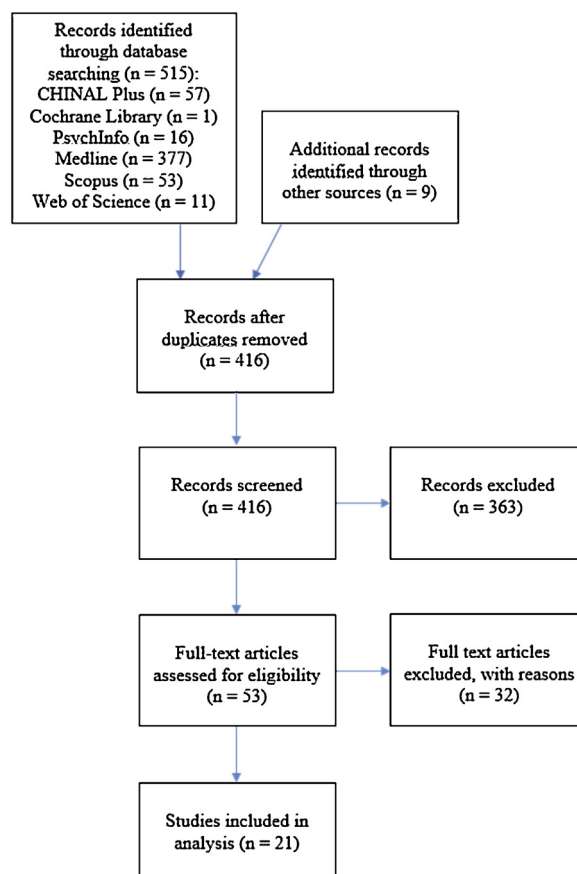 Records identified
through database
searching (n = 515):
CHINAL Plus (n = 57)
Cochrane Library (n = 1)
PsychInfo (n = 16)
Medline (n = 377)
Scopus (n = 53)
Web of Science (n = 11)
Additional records
identified through
other sources (n = 9)
Records after
duplicates removed
(n = 416)
Records screened
(n = 416)
Records excluded
(n = 363)
Full-text articles
assessed for eligibility
(n = 53)
Full text articles
excluded, with reasons
(n = 32)
Studies included in
analysis (n = 21)